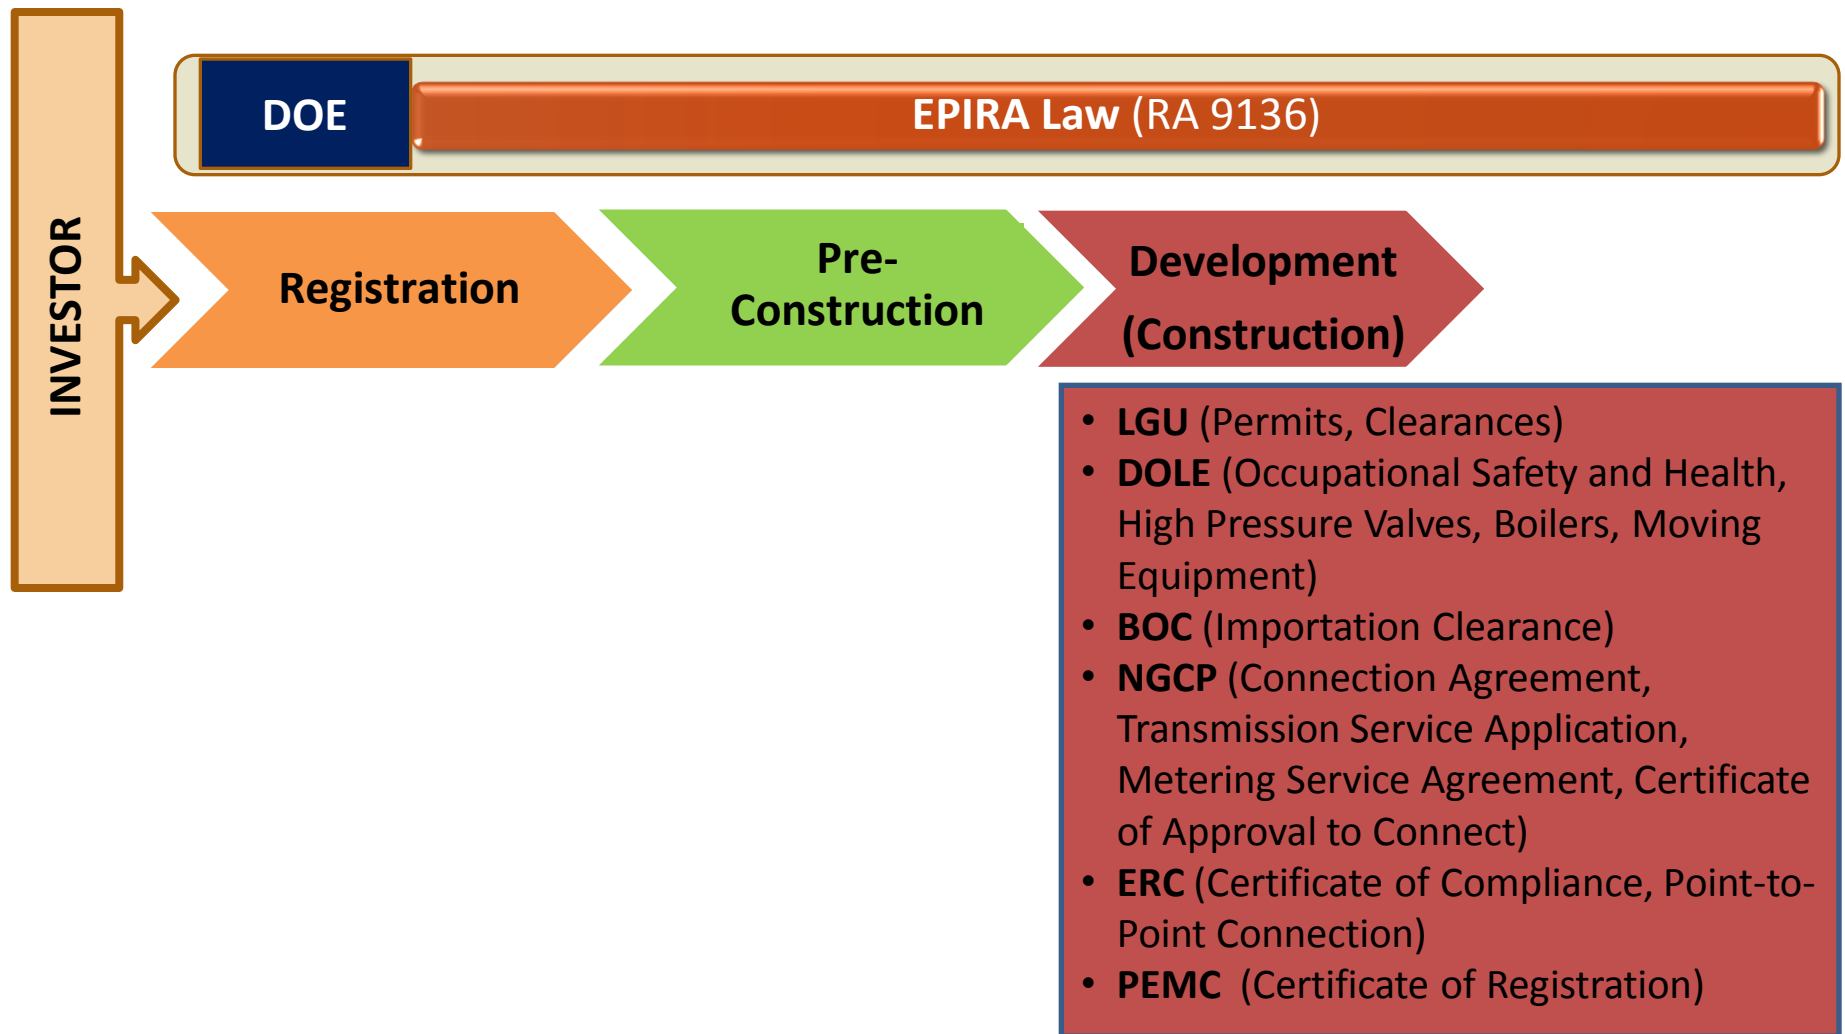 INVESTOR
DOE
EPIRA Law (RA 9136)
Registration
Pre-
Construction
Development
(Construction)
• LGU (Permits, Clearances)
• DOLE (Occupational Safety and Health,
High Pressure Valves, Boilers, Moving
Equipment)
• BOC (Importation Clearance)
• NGCP (Connection Agreement,
Transmission Service Application,
Metering Service Agreement, Certificate
of Approval to Connect)
• ERC (Certificate of Compliance, Point-to-
Point Connection)
• PEMC (Certificate of Registration)